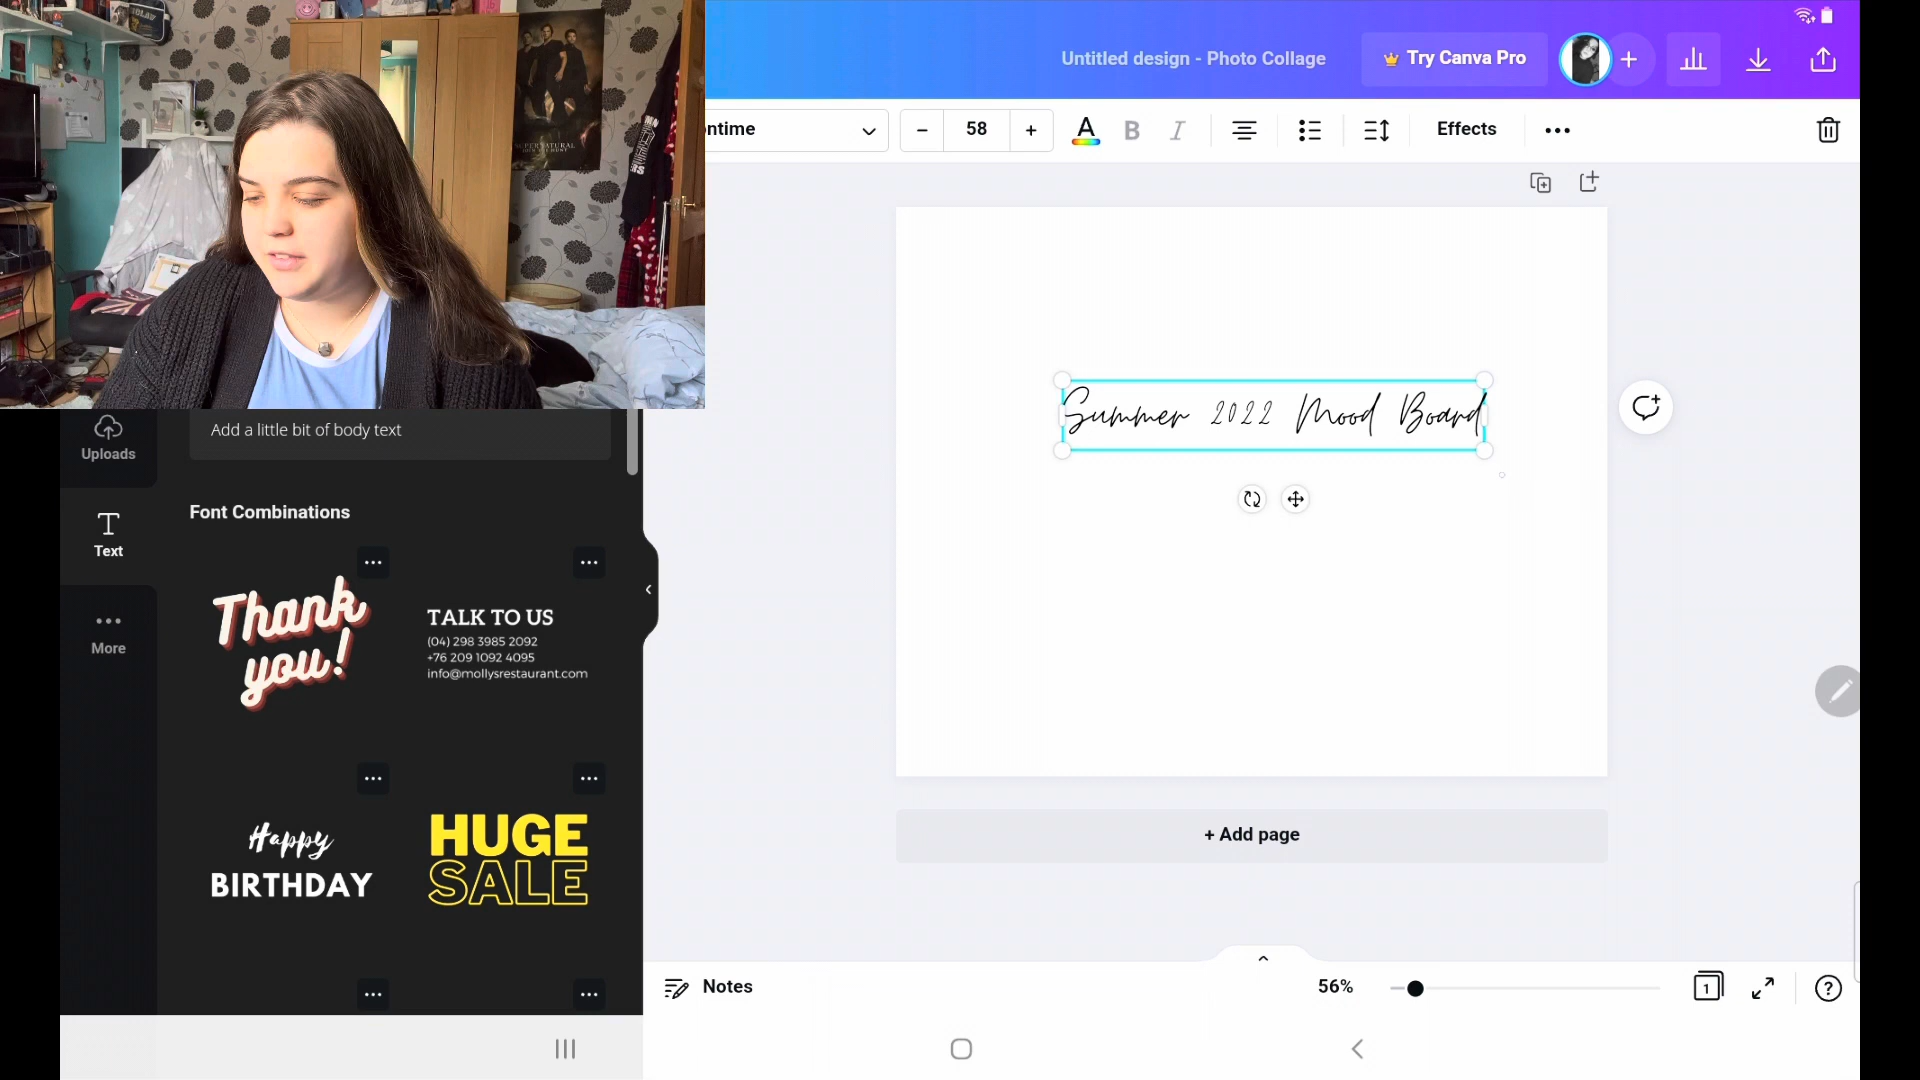 Untitled design - Photo Collage
Try Canva Pro
ntime
58
A
B
I
Effects
SUPERNATURAL
Summer 2022 Mood Board
Add a little bit of body text
Uploads
Font Combinations
T
Text
Thank
you!
TALK TO US
(04) 298 3985 2092
+76 209 1092 4095
info@mollysrestaurant.com
More
Happy
BIRTHDAY
HUGE
SALE
+ Add page
Notes
56%
1
?